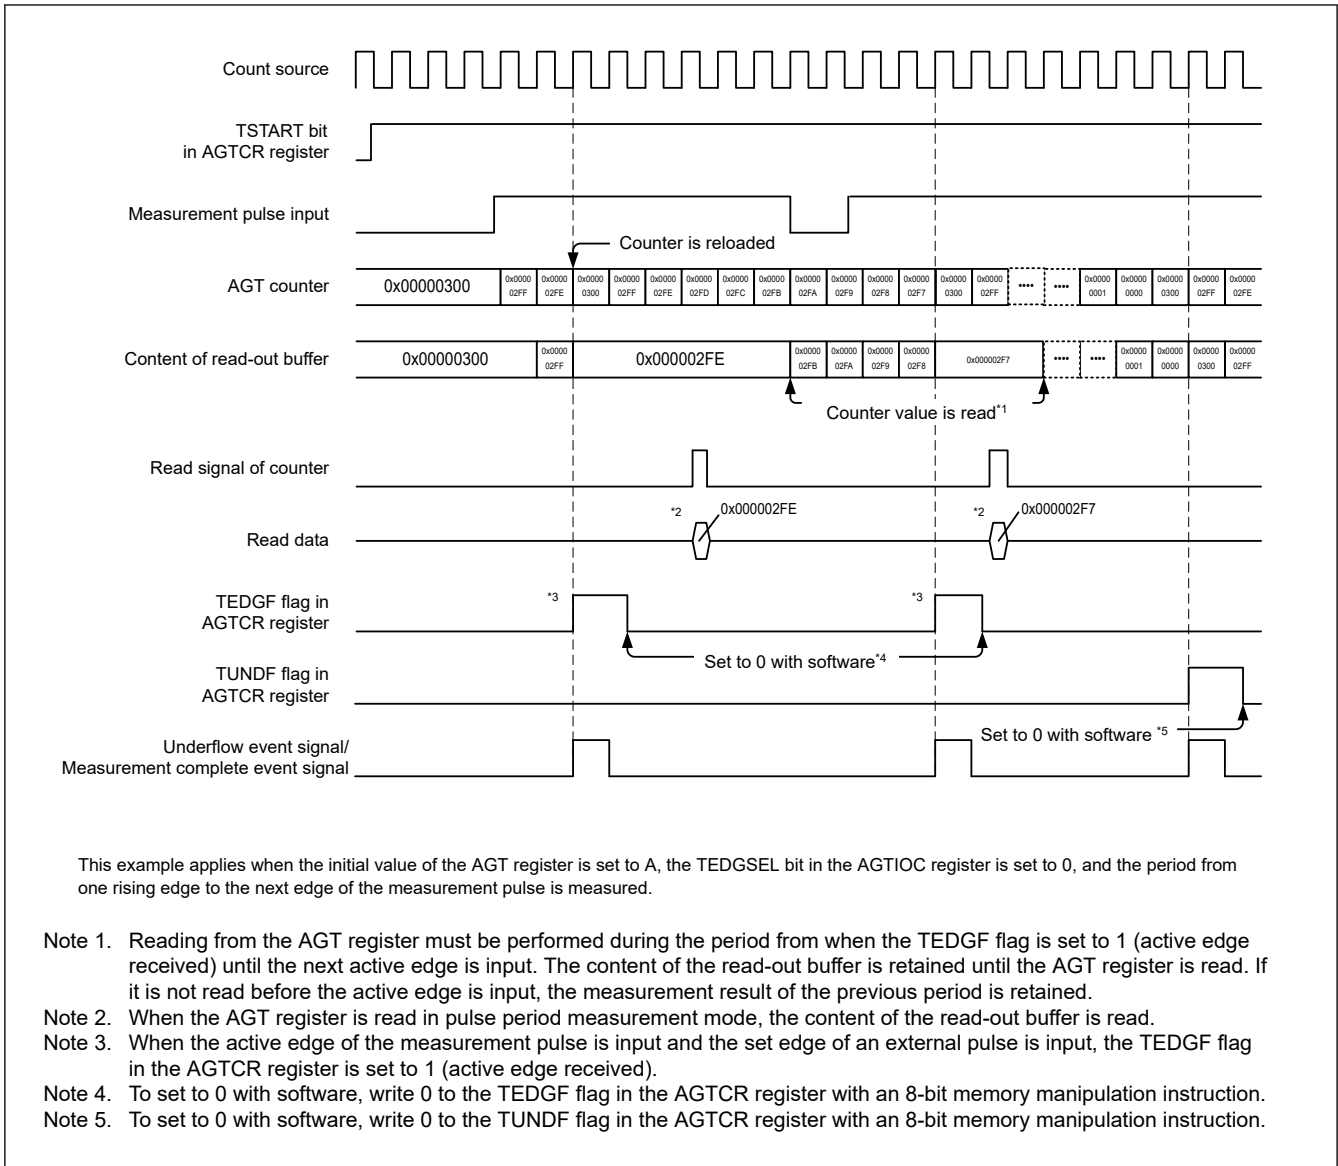 Count source
TSTART bit
in AGTCR register
Measurement pulse input
Counter is reloaded
AGT counter
0x00000300 0x0000 02FF 0x0000 02FE 0x0000 0300 0x0000 02FF 0x0000 02FE 0x0000 02FD 0x0000 02FC 0x0000 02FB 0x0000 02FA 0x0000 02F9 0x0000 02F8 0x0000 02F7 0x0000 0300 0x0000 02FF •••• •••• 0x0000 0001 0x0000 0000 0x0000 0300 0x0000 02FF 0x0000 02FE
Content of read-out buffer
0x00000300 0x0000 02FF 0x000002FE 0x0000 02FB 0x0000 02FA 0x0000 02F9 0x0000 02F8 0x000002F7 •••• •••• 0x0000 0001 0x0000 0000 0x0000 0300 0x0000 02FF
Counter value is read*1
Read signal of counter
*2 0x000002FE *2 0x000002F7
Read data
TEDGF flag in
AGTCR register
*3 *3
Set to 0 with software*4
TUNDF flag in
AGTCR register
Set to 0 with software *5
Underflow event signal/
Measurement complete event signal
This example applies when the initial value of the AGT register is set to A, the TEDGSEL bit in the AGTIOC register is set to 0, and the period from
one rising edge to the next edge of the measurement pulse is measured.
Note 1. Reading from the AGT register must be performed during the period from when the TEDGF flag is set to 1 (active edge
received) until the next active edge is input. The content of the read-out buffer is retained until the AGT register is read. If
it is not read before the active edge is input, the measurement result of the previous period is retained.
Note 2. When the AGT register is read in pulse period measurement mode, the content of the read-out buffer is read.
Note 3. When the active edge of the measurement pulse is input and the set edge of an external pulse is input, the TEDGF flag
in the AGTCR register is set to 1 (active edge received).
Note 4. To set to 0 with software, write 0 to the TEDGF flag in the AGTCR register with an 8-bit memory manipulation instruction.
Note 5. To set to 0 with software, write 0 to the TUNDF flag in the AGTCR register with an 8-bit memory manipulation instruction.